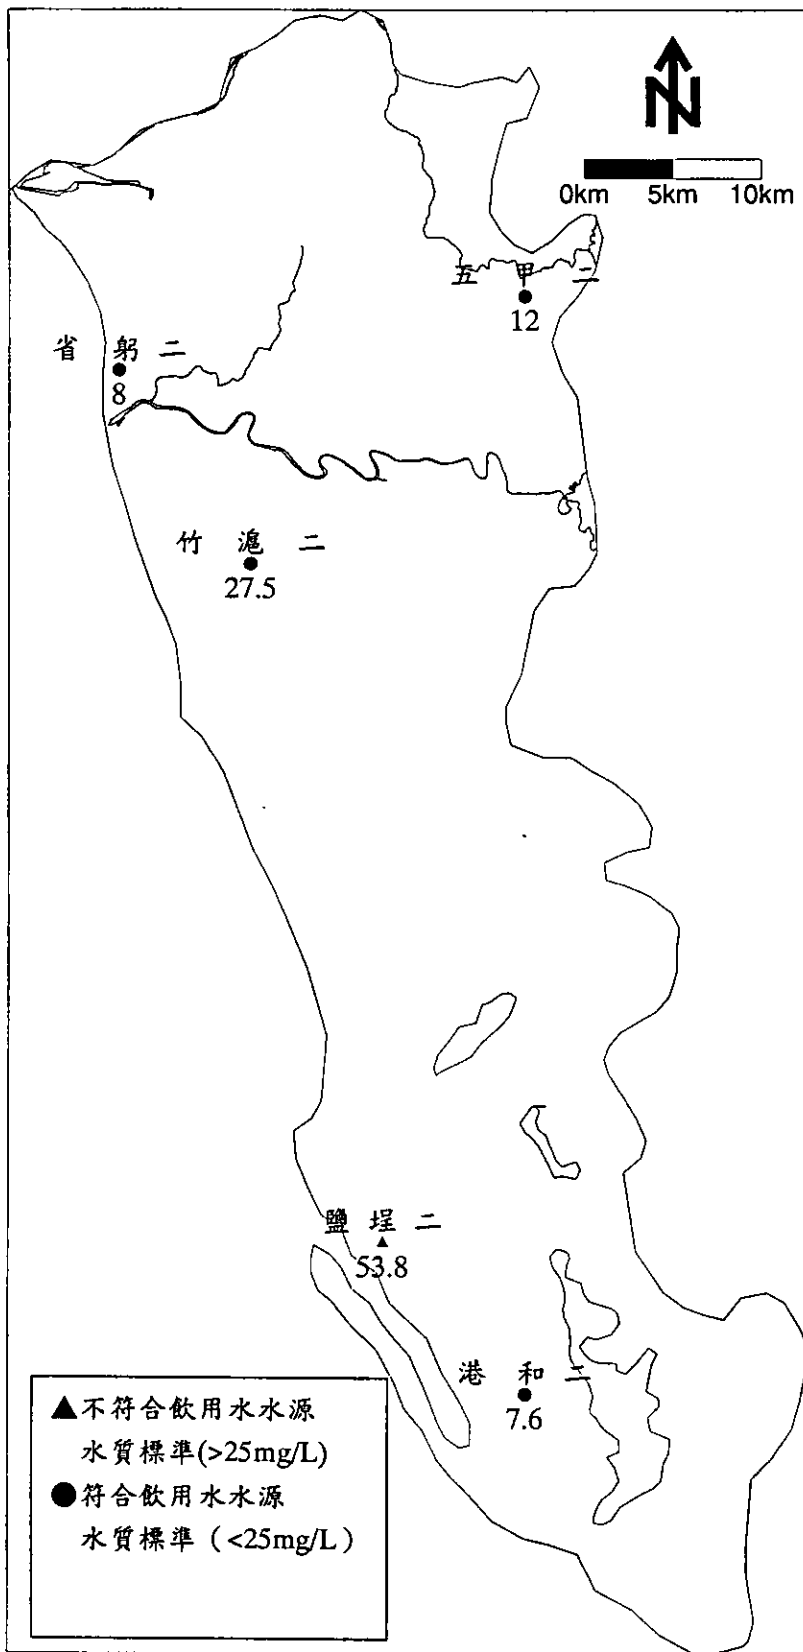 N
0km 5km 10km
五 甲 二
12
省 躬 二
8
竹 滬 二
27.5
鹽 埕 二
53.8
港 和 二
7.6
▲不符合飲用水水源
水質標準(>25mg/L)
●符合飲用水水源
水質標準（<25mg/L）